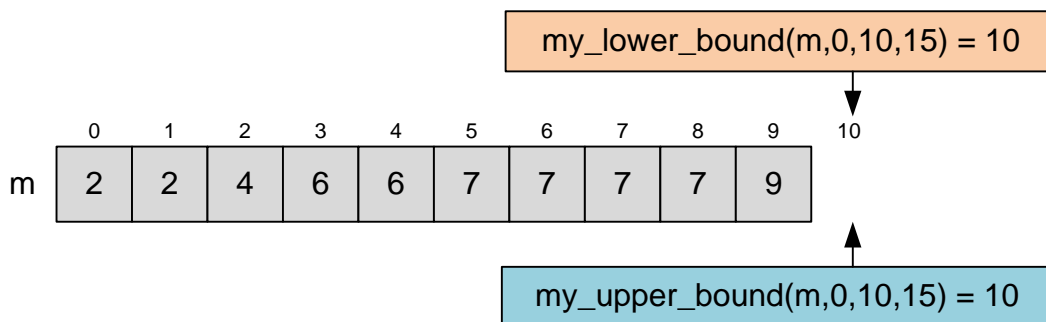 my_lower_bound(m,0,10,15) = 10
0 1 2 3 4 5 6 7 8 9 10
m 2 2 4 6 6 7 7 7 7 9
my_upper_bound(m,0,10,15) = 10